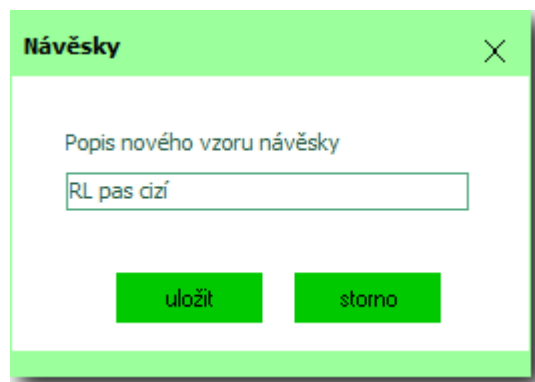 Návěsky
Popis nového vzoru návěsky
RL pas cizí
uložit
storno